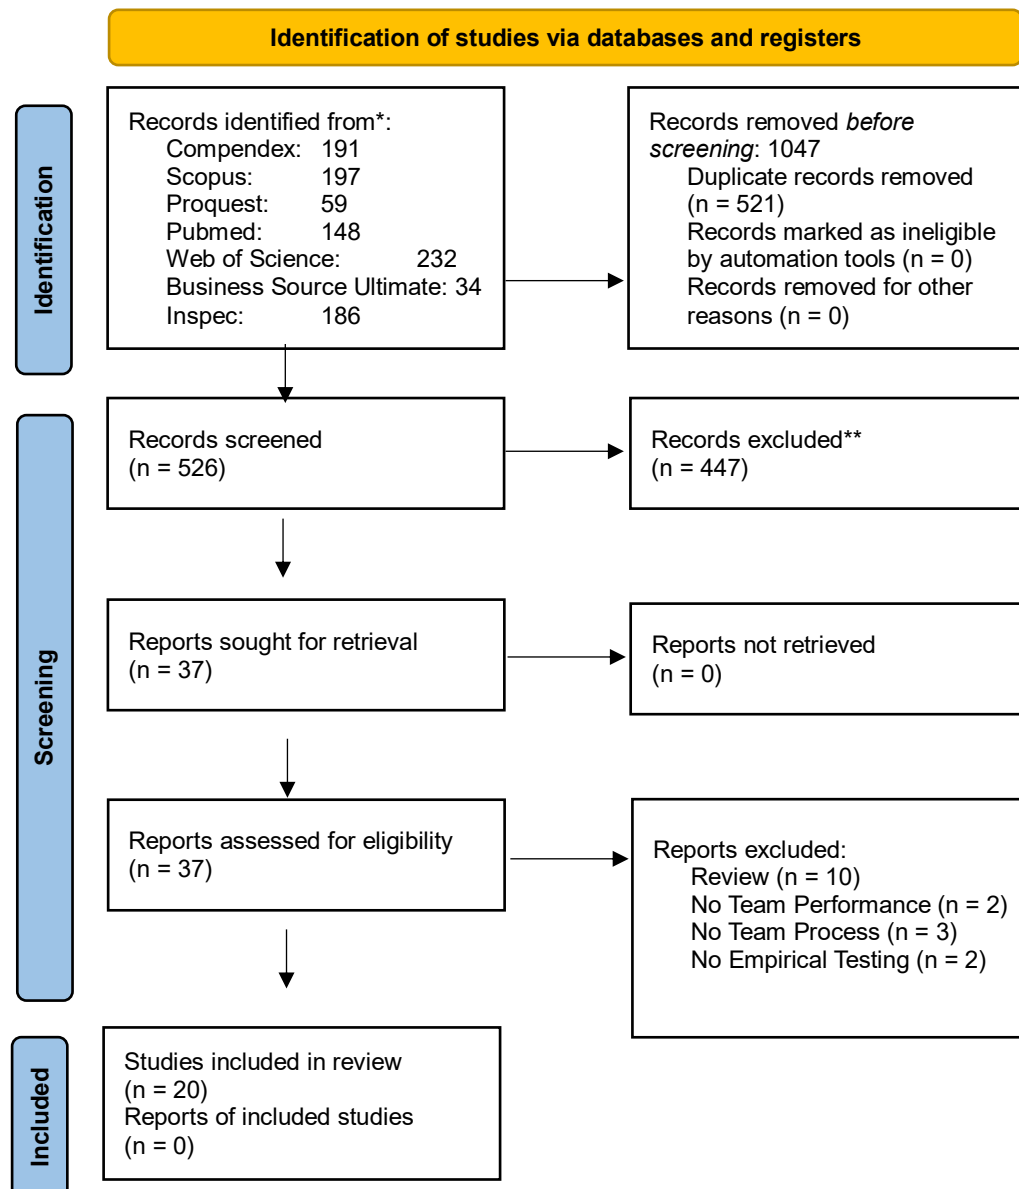 Identification of studies via databases and registers
Identification
Records identified from*:
Compendex: 191
Scopus: 197
Proquest: 59
Pubmed: 148
Web of Science: 232
Business Source Ultimate: 34
Inspec: 186
Records removed before
screening: 1047
Duplicate records removed
(n = 521)
Records marked as ineligible
by automation tools (n = 0)
Records removed for other
reasons (n = 0)
Screening
Records screened
(n = 526)
Records excluded**
(n = 447)
Reports sought for retrieval
(n = 37)
Reports not retrieved
(n = 0)
Reports assessed for eligibility
(n = 37)
Reports excluded:
Review (n = 10)
No Team Performance (n = 2)
No Team Process (n = 3)
No Empirical Testing (n = 2)
Included
Studies included in review
(n = 20)
Reports of included studies
(n = 0)